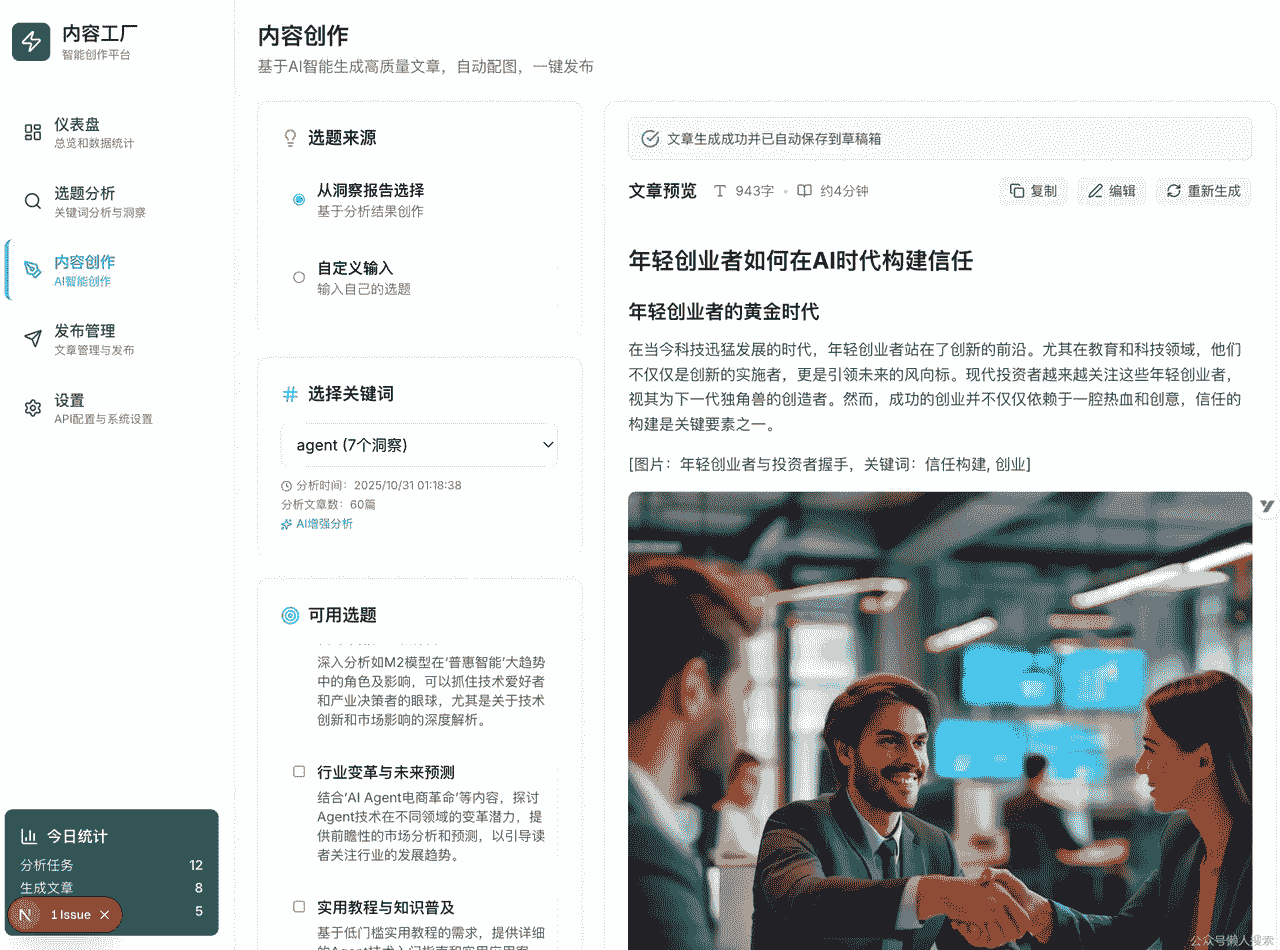 内容工厂
智能创作平台
仪表盘
总览和数据统计
选题分析
关键词分析与洞察
内容创作
AI智能创作
发布管理
文章管理与发布
设置
API配置与系统设置
今日统计
分析任务 12
生成文章 8
5
N 1 Issue ×
内容创作
基于AI智能生成高质量文章，自动配图，一键发布
选题来源
从洞察报告选择
基于分析结果创作
自定义输入
输入自己的选题
选择关键词
agent (7个洞察)
分析时间：2025/10/31 01:18:38
分析文章数：60篇
AI增强分析
可用选题
深入分析如M2模型在‘普惠智能’大趋势
中的角色及影响，可以抓住技术爱好者
和产业决策者的眼球，尤其是关于技术
创新和市场影响的深度解析。
行业变革与未来预测
结合‘AI Agent电商革命’等内容，探讨
Agent技术在不同领域的变革潜力，提
供前瞻性的市场分析和预测，以引导读
者关注行业的发展趋势。
实用教程与知识普及
基于低门槛实用教程的需求，提供详细
的Agent技术入门指南和实用应用案
文章生成成功并已自动保存到草稿箱
文章预览 943字 • 约4分钟 复制 编辑 重新生成
年轻创业者如何在AI时代构建信任
年轻创业者的黄金时代
在当今科技迅猛发展的时代，年轻创业者站在了创新的前沿。尤其在教育和科技领域，他们
不仅仅是创新的实施者，更是引领未来的风向标。现代投资者越来越关注这些年轻创业者，
视其为下一代独角兽的创造者。然而，成功的创业并不仅仅依赖于一腔热血和创意，信任的
构建是关键要素之一。
[图片：年轻创业者与投资者握手，关键词：信任构建, 创业]
公众号懒人搜索